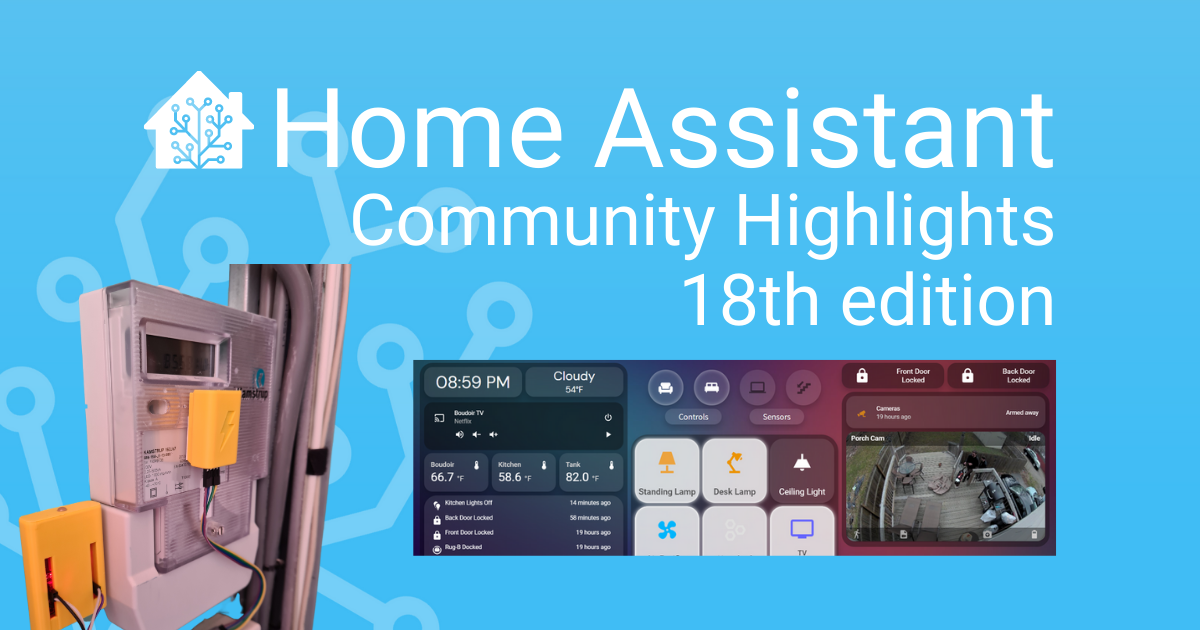 Home Assistant
Community Highlights
18th edition
Kamstrup
08:59 PM
Cloudy
54°F
Boudoir TV
Netflix
Boudoir
66.7 °F
Kitchen
58.6 °F
Tank
82.0 °F
Kitchen Lights Off
14 minutes ago
Back Door Locked
58 minutes ago
Front Door Locked
19 hours ago
Rug-B Docked
19 hours ago
Controls
Sensors
Standing Lamp
Desk Lamp
Ceiling Light
TV
Front Door
Locked
Back Door
Locked
Cameras
19 hours ago
Armed away
Porch Cam
Idle